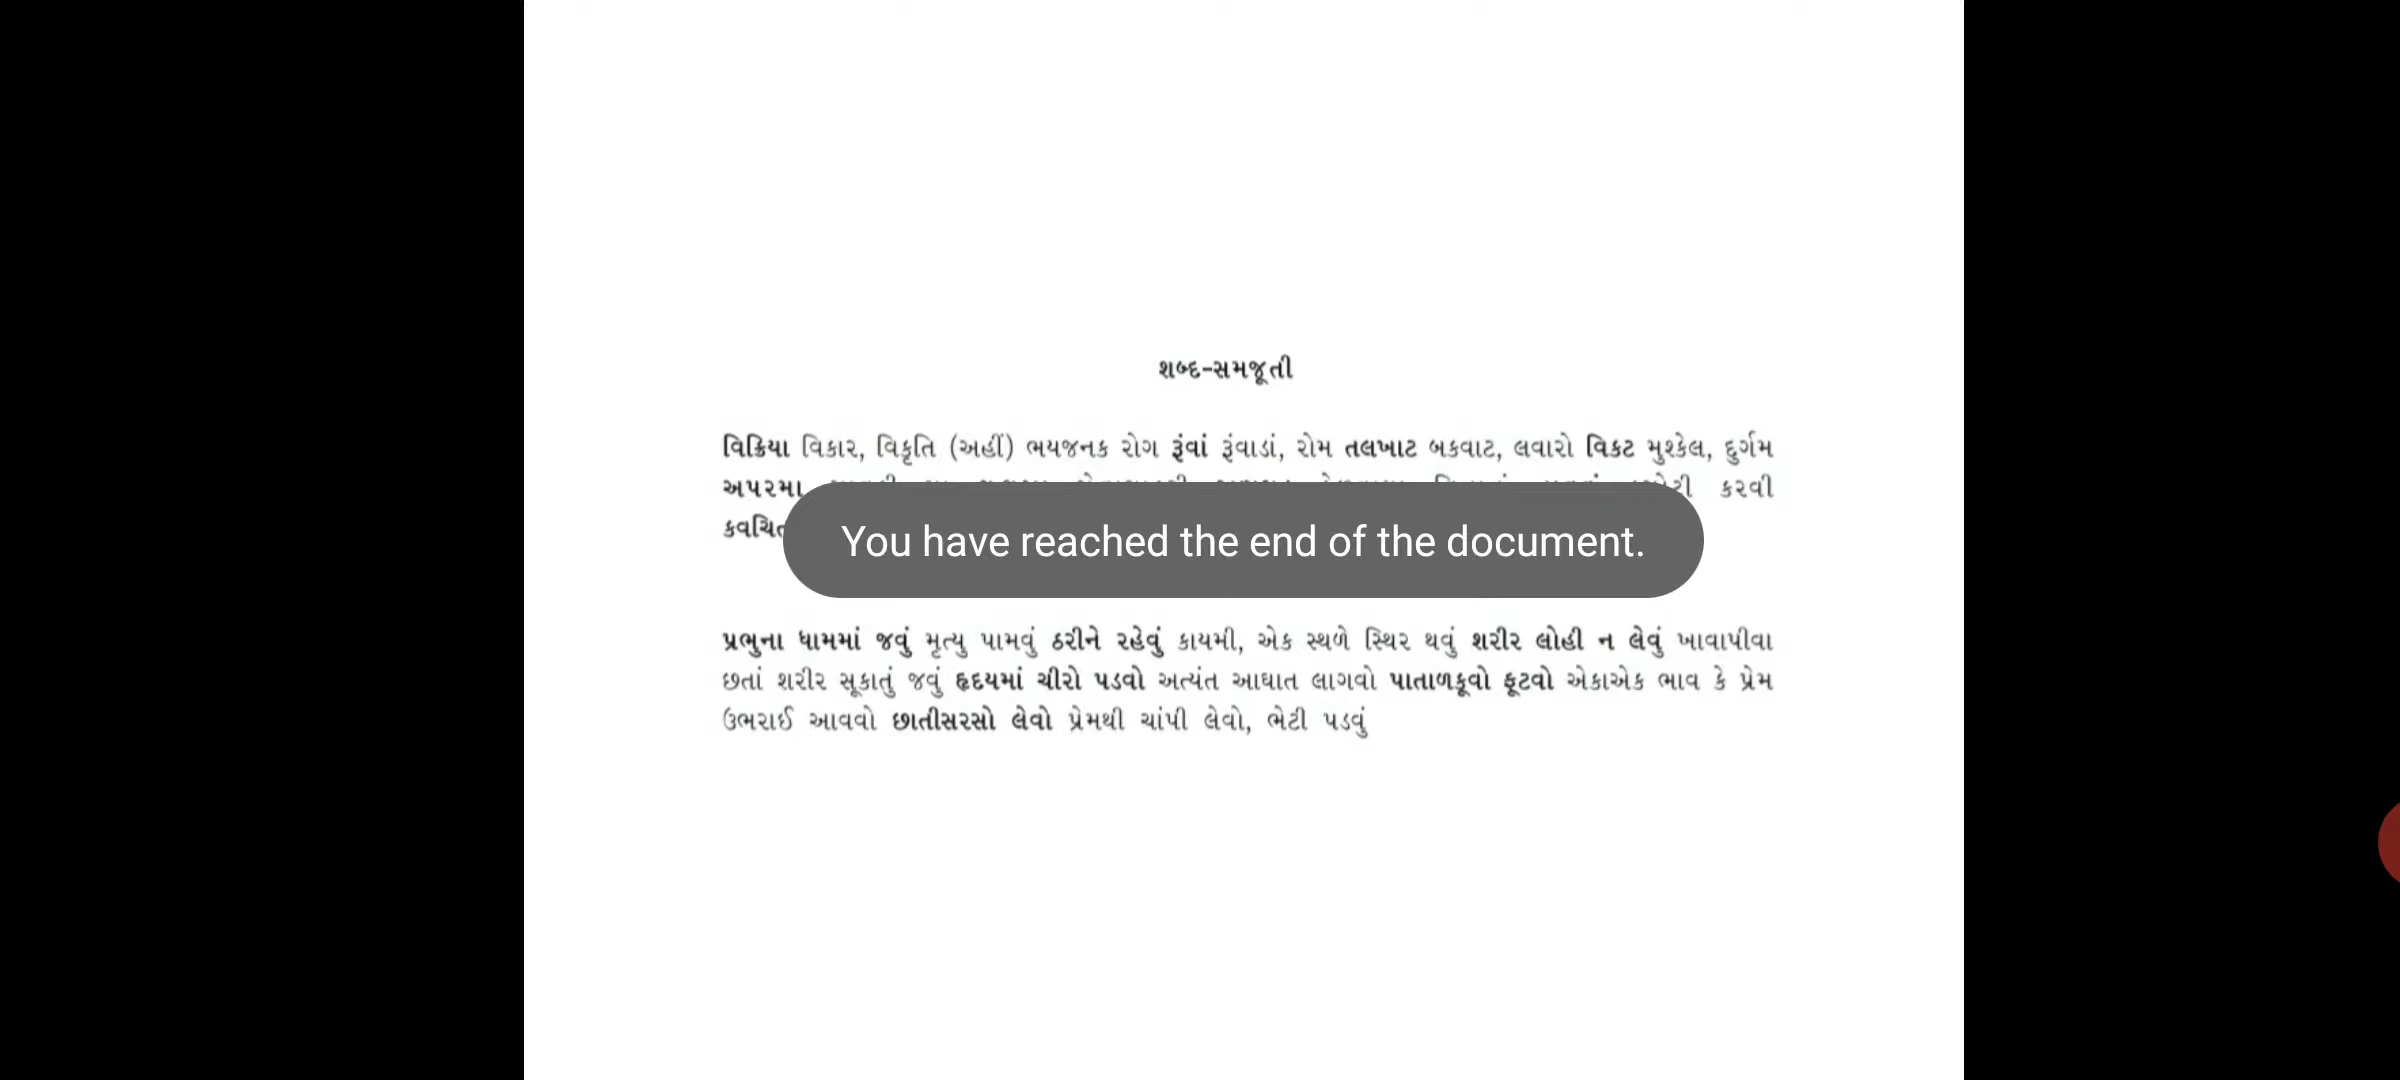 શબ્દ-સમજૂતી
વિક્રિયા વિકાર, વિકૃતિ (અહીં) ભયજનક રોગ રૂંવાં રૂંવાડાં, રોમ તલખાટ બકવાટ, લવારો વિકટ મુશ્કેલ, દુર્ગમ
અપરમા કરવી
You have reached the end of the document.
પ્રભુના ધામમાં જવું મૃત્યુ પામવું ઠરીને રહેવું કાયમી, એક સ્થળે સ્થિર થવું શરીર લોહી ન લેવું ખાવાપીવા
છતાં શરીર સૂકાતું જવું હૃદયમાં ચીરો પડવો અત્યંત આઘાત લાગવો પાતાળકૂવો ફૂટવો એકાએક ભાવ કે પ્રેમ
ઉભરાઈ આવવો છાતીસરસો લેવો પ્રેમથી ચાંપી લેવો, ભેટી પડવું